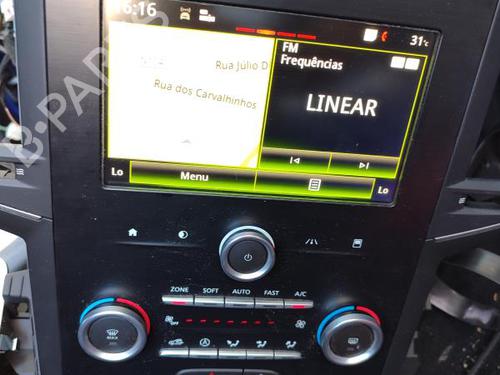 16:16
31°c
Rua Júlio D
Rua dos Carvalhinhos
FM
Frequências
LINEAR
Lo
Menu
Lo
ZONE SOFT AUTO FAST A/C
OFF
MAX
B-PARTS